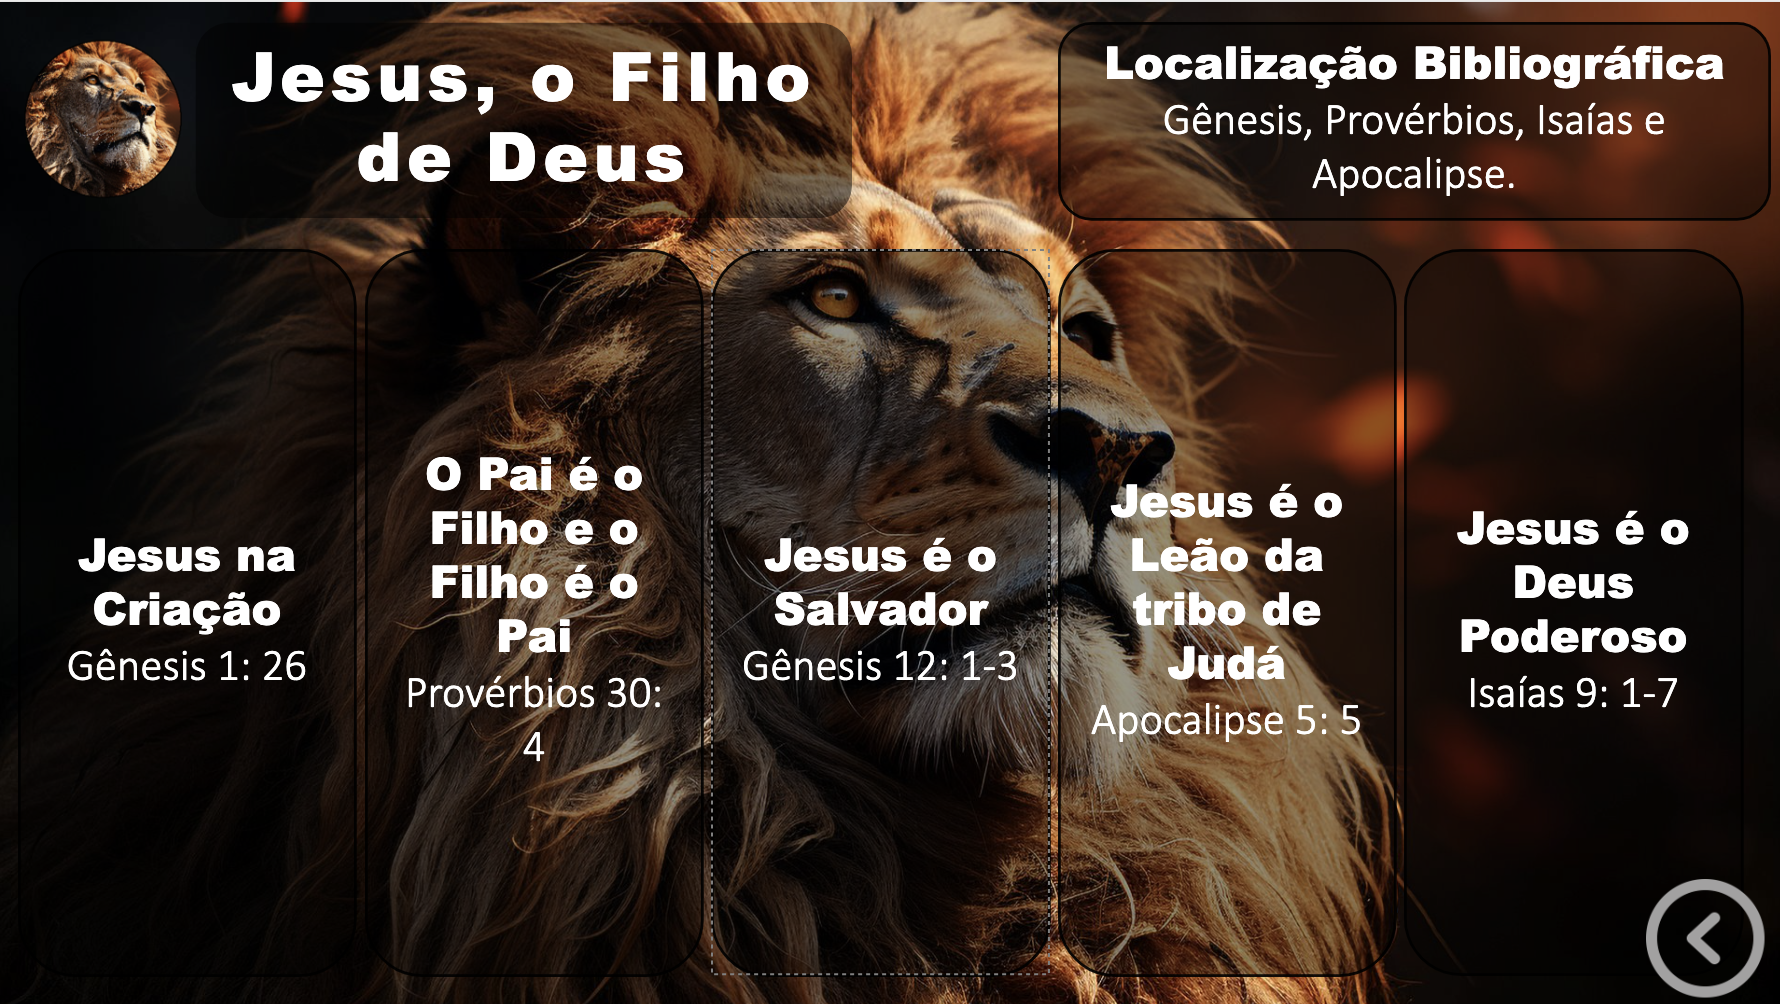 Jesus, o Filho
de Deus
Localização Bibliográfica
Gênesis, Provérbios, Isaías e
Apocalipse.
Jesus na
Criação
Gênesis 1: 26
O Pai é o
Filho e o
Filho é o
Pai
Provérbios 30:
4
Jesus é o
Salvador
Gênesis 12: 1-3
Jesus é o
Leão da
tribo de
Judá
Apocalipse 5: 5
Jesus é o
Deus
Poderoso
Isaías 9: 1-7